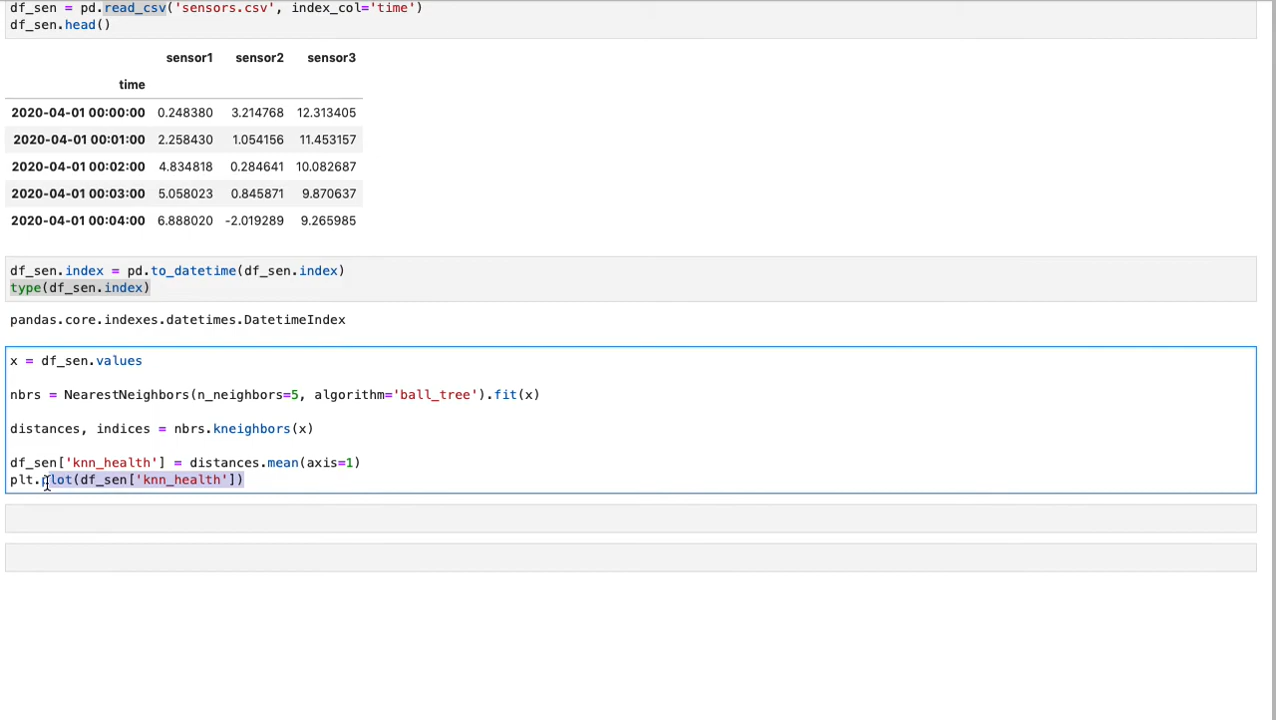 df_sen = pd.read_csv('sensors.csv', index_col='time')
df_sen.head()
sensor1 sensor2 sensor3
time
2020-04-01 00:00:00 0.248380 3.214768 12.313405
2020-04-01 00:01:00 2.258430 1.054156 11.453157
2020-04-01 00:02:00 4.834818 0.284641 10.082687
2020-04-01 00:03:00 5.058023 0.845871 9.870637
2020-04-01 00:04:00 6.888020 -2.019289 9.265985
df_sen.index = pd.to_datetime(df_sen.index)
type(df_sen.index)
pandas.core.indexes.datetimes.DatetimeIndex
x = df_sen.values
nbrs = NearestNeighbors(n_neighbors=5, algorithm='ball_tree').fit(x)
distances, indices = nbrs.kneighbors(x)
df_sen['knn_health'] = distances.mean(axis=1)
plt.plot(df_sen['knn_health'])